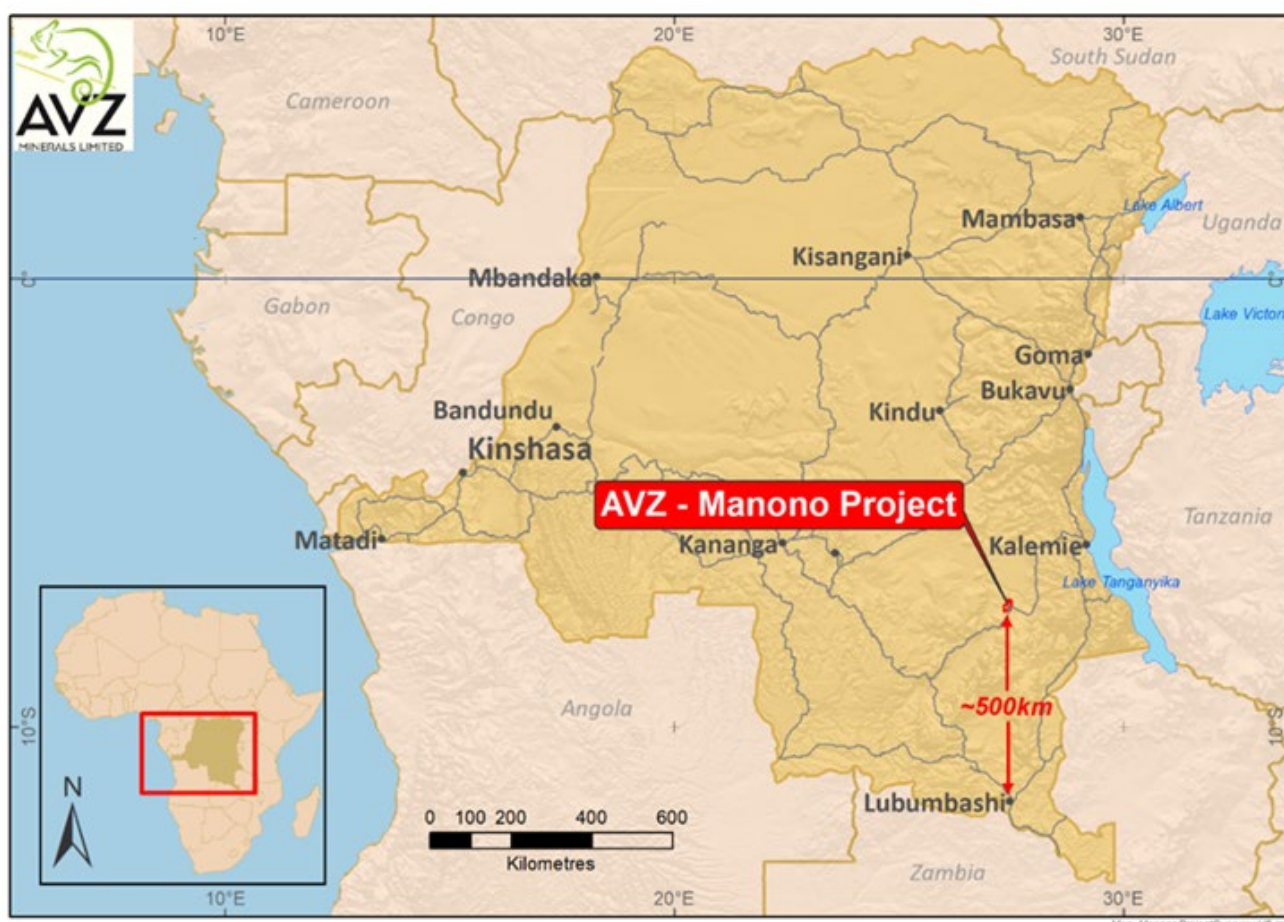 AVZ
MINERALS LIMITED
10°E
20°E
30°E
South Sudan
Cameroon
Lake Albert
Uganda
Mambasa
Kisangani
Mbandaka
Gabon
Congo
Lake Victor
Goma
Bukavu
Bandundu
Kindu
Kinshasa
AVZ - Manono Project
Tanzania
Matadi
Kananga
Kalemie
Lake Tanganyika
Angola
~500km
10°S
10°S
N
0 100 200 400 600
Kilometres
Lubumbashi
Zambia
10°E
20°E
30°E